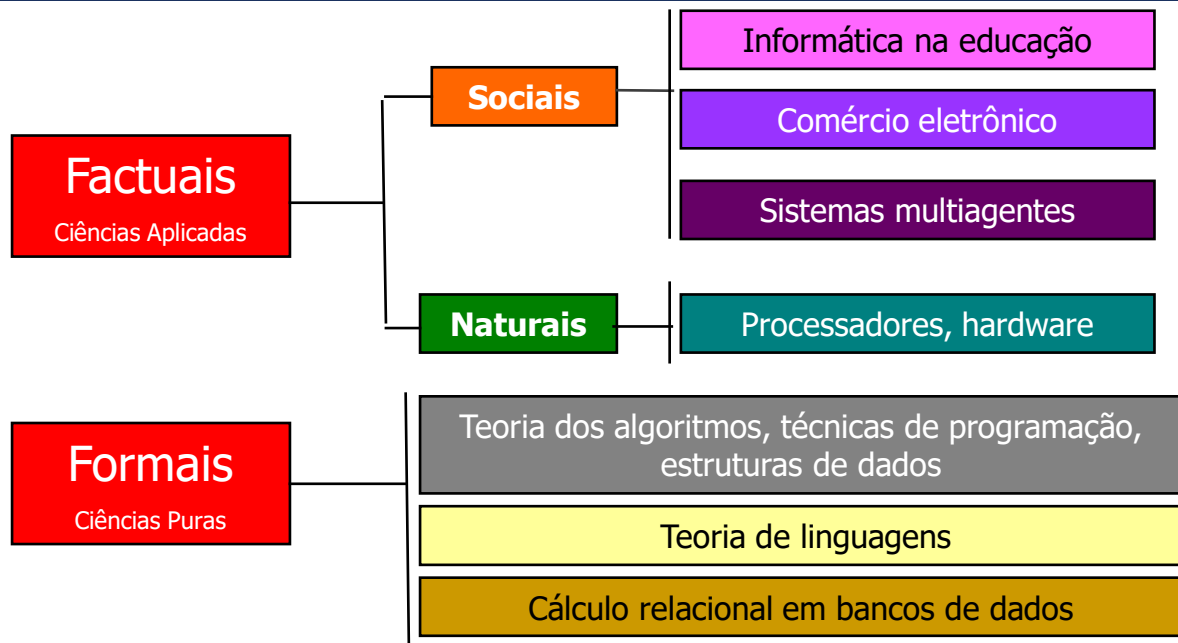 Informática na educação
Sociais
Comércio eletrônico
Factuais
Ciências Aplicadas
Sistemas multiagentes
Naturais
Processadores, hardware
Formais
Ciências Puras
Teoria dos algoritmos, técnicas de programação,
estruturas de dados
Teoria de linguagens
Cálculo relacional em bancos de dados